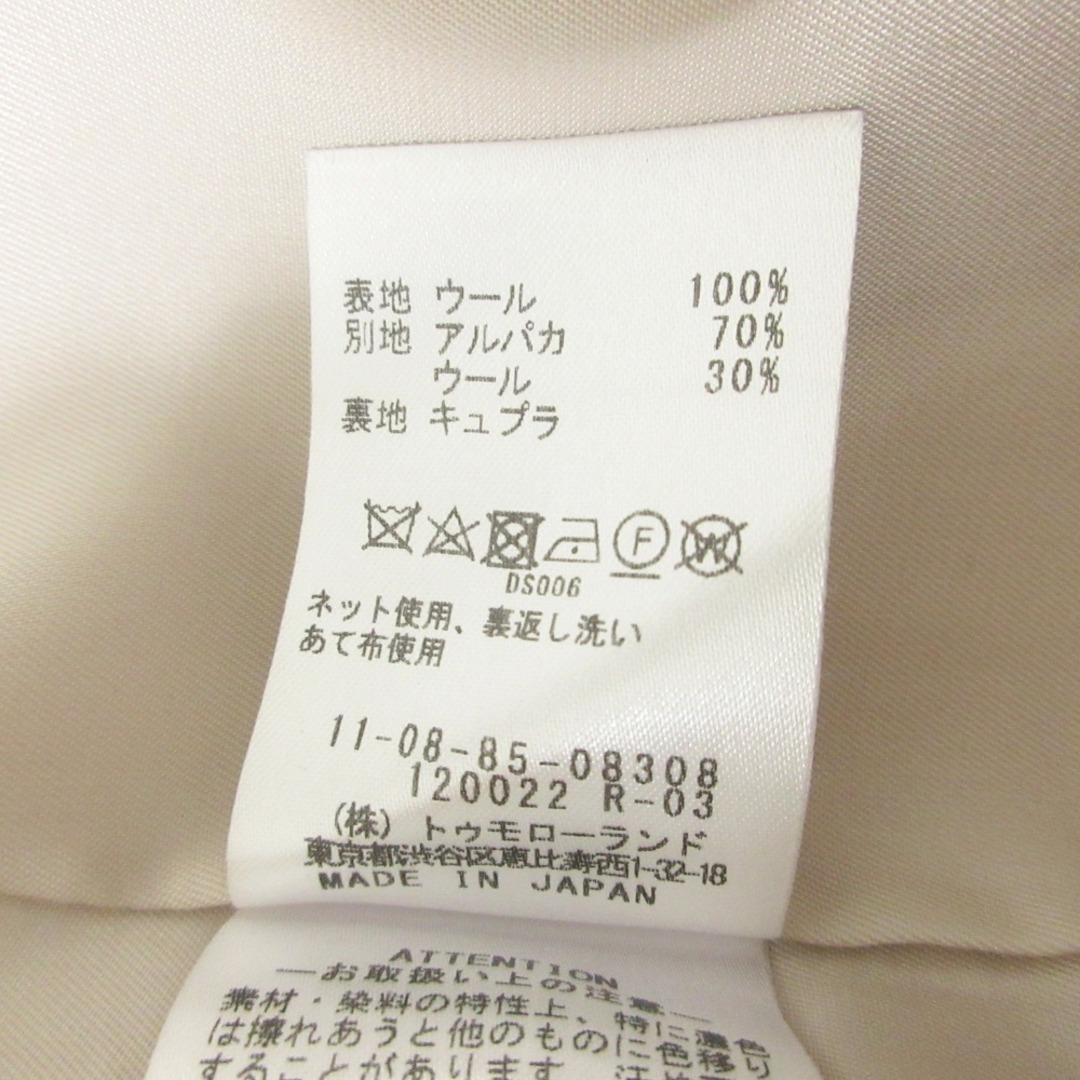 表地 ウール 100%
別地 アルパカ 70%
ウール 30%
裏地 キュプラ
F W
DS006
ネット使用、裏返し洗い
あて布使用
11-08-85-08308
120022 R-03
(株) トゥモローランド
東京都渋谷区恵比寿西1-32-18
MADE IN JAPAN
ATTENTION
―お取扱い上の注意―
素材・染料の特性上、特に濃色
は擦れあうと他のものに色移り
することがあります